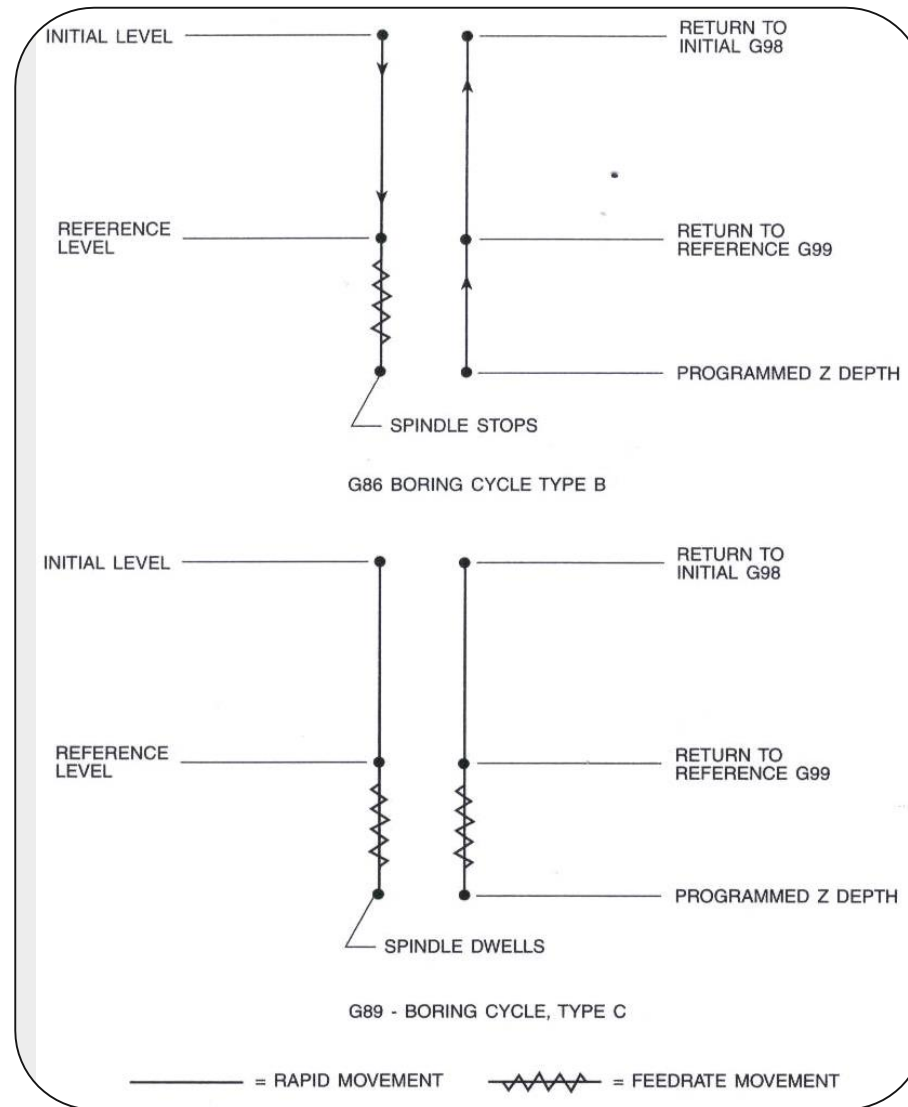 INITIAL LEVEL
RETURN TO
INITIAL G98
REFERENCE
LEVEL
RETURN TO
REFERENCE G99
PROGRAMMED Z DEPTH
SPINDLE STOPS
G86 BORING CYCLE TYPE B
INITIAL LEVEL
RETURN TO
INITIAL G98
REFERENCE
LEVEL
RETURN TO
REFERENCE G99
PROGRAMMED Z DEPTH
SPINDLE DWELLS
G89 - BORING CYCLE, TYPE C
= RAPID MOVEMENT
= FEEDRATE MOVEMENT